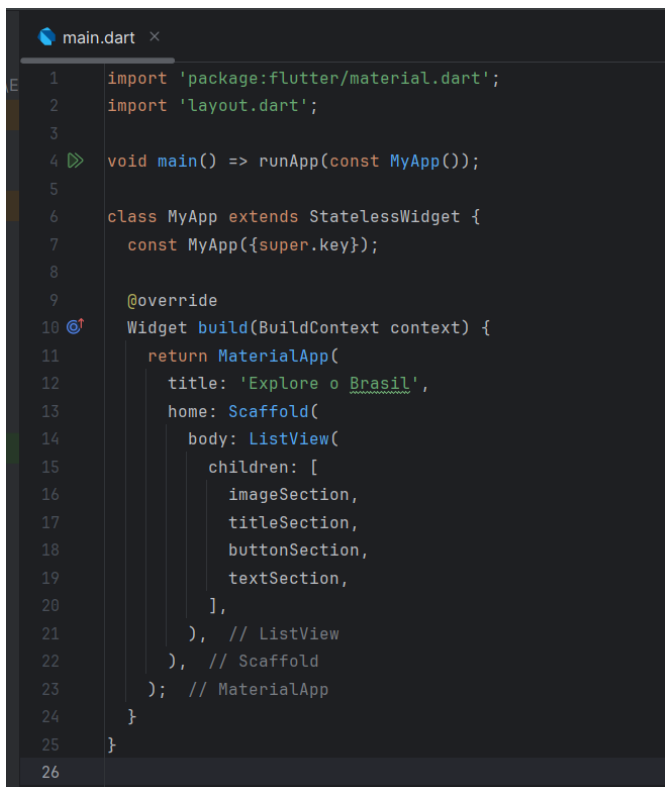 main.dart
1 import 'package:flutter/material.dart';
2 import 'layout.dart';
3
4 void main() => runApp(const MyApp());
5
6 class MyApp extends StatelessWidget {
7   const MyApp({super.key});
8
9   @override
10   Widget build(BuildContext context) {
11     return MaterialApp(
12       title: 'Explore o Brasil',
13       home: Scaffold(
14         body: ListView(
15           children: [
16             imageSection,
17             titleSection,
18             buttonSection,
19             textSection,
20           ],
21         ),  // ListView
22       ),  // Scaffold
23     );  // MaterialApp
24   }
25 }
26